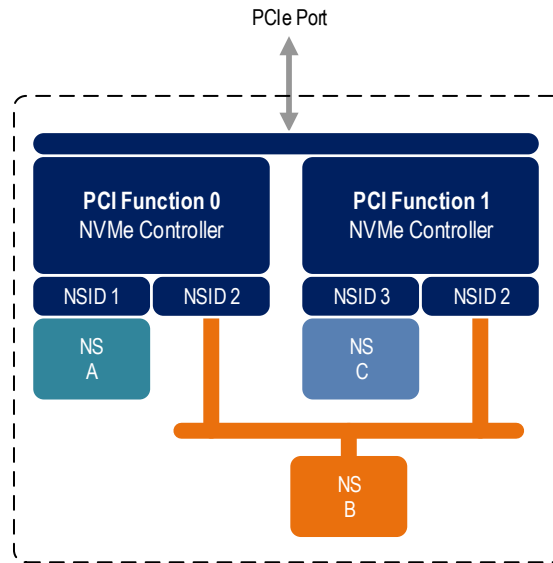 PCIe Port
PCI Function 0
NVMe Controller
PCI Function 1
NVMe Controller
NSID 1
NSID 2
NSID 3
NSID 2
NS
A
NS
C
NS
B